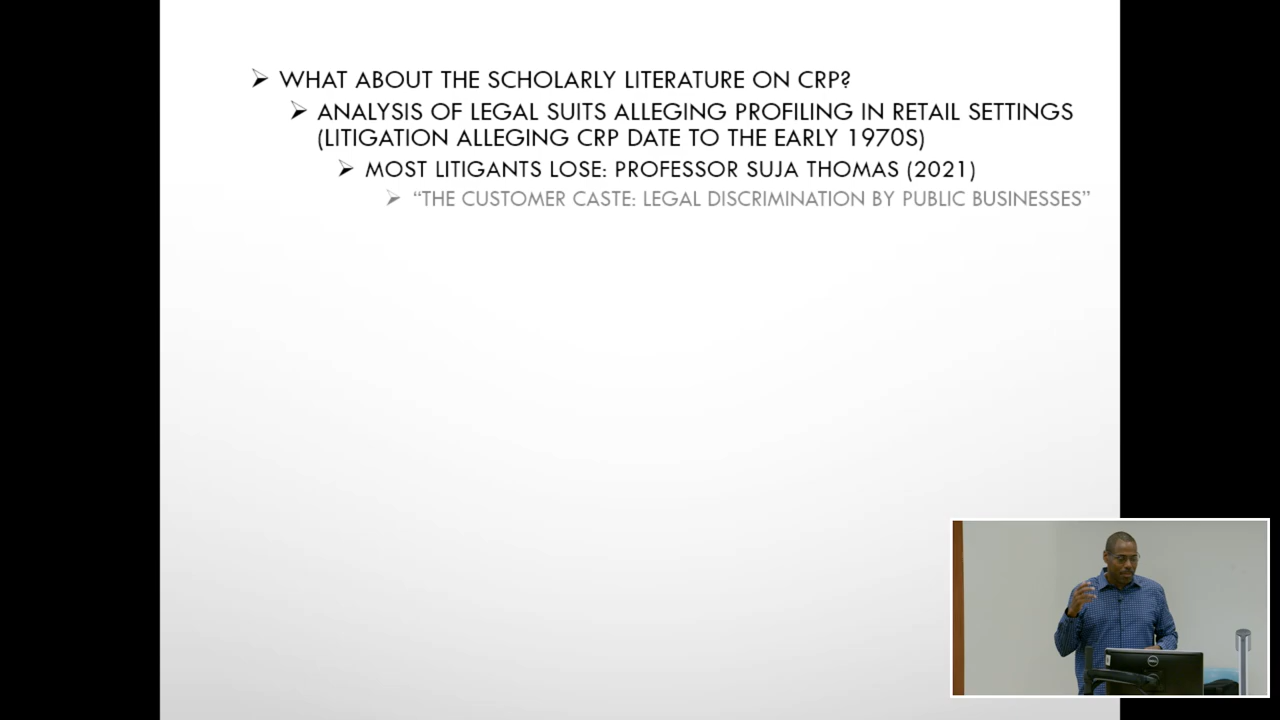 WHAT ABOUT THE SCHOLARLY LITERATURE ON CRP?
ANALYSIS OF LEGAL SUITS ALLEGING PROFILING IN RETAIL SETTINGS
(LITIGATION ALLEGING CRP DATE TO THE EARLY 1970S)
MOST LITIGANTS LOSE: PROFESSOR SUJA THOMAS (2021)
“THE CUSTOMER CASTE: LEGAL DISCRIMINATION BY PUBLIC BUSINESSES”
DELL